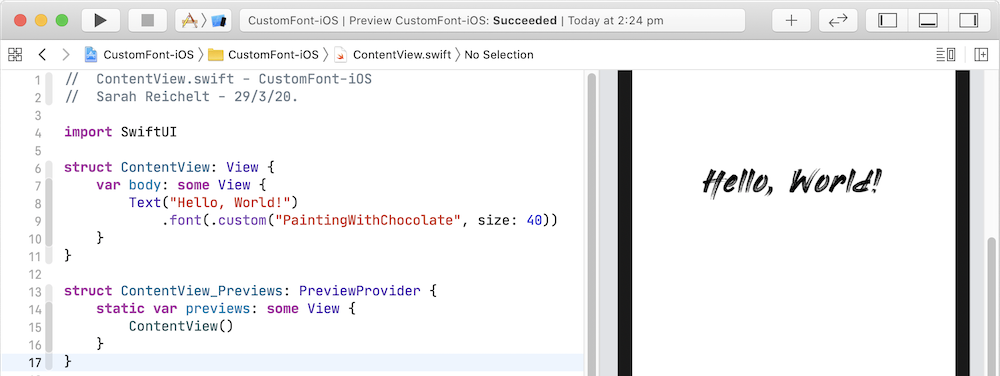 CustomFont-iOS | Preview CustomFont-iOS: Succeeded | Today at 2:24 pm
CustomFont-iOS 〉 CustomFont-iOS 〉 ContentView.swift 〉 No Selection
1 //  ContentView.swift - CustomFont-iOS
2 //  Sarah Reichelt - 29/3/20.
3
4 import SwiftUI
5
6 struct ContentView: View {
7     var body: some View {
8         Text("Hello, World!")
9             .font(.custom("PaintingWithChocolate", size: 40))
10     }
11 }
12
13 struct ContentView_Previews: PreviewProvider {
14     static var previews: some View {
15         ContentView()
16     }
17 }
Hello, World!